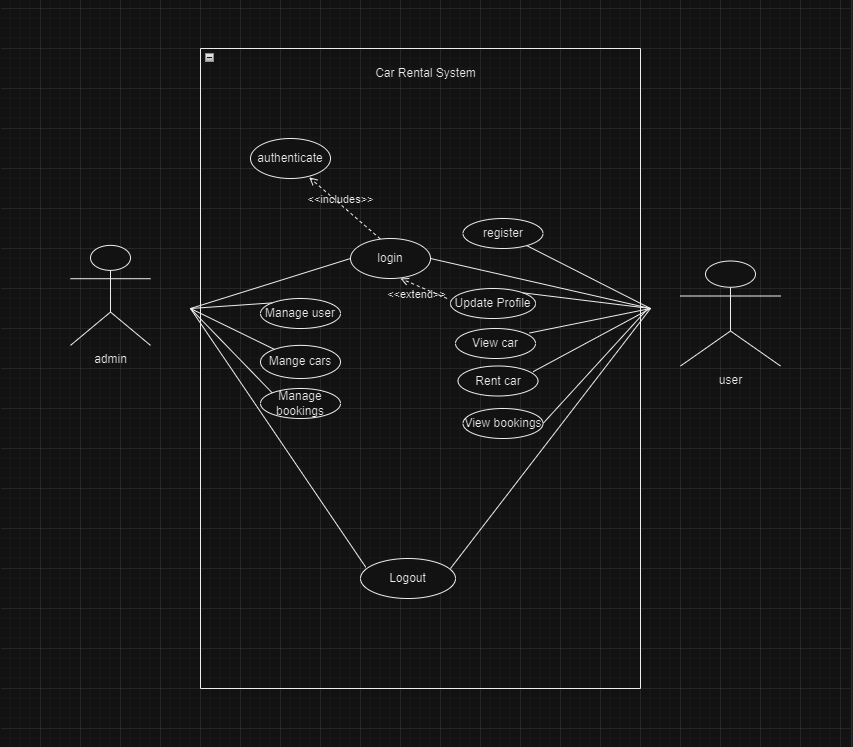 Car Rental System
authenticate
<<includes>>
register
login
<<extend>>
Update Profile
Manage user
View car
Mange cars
admin
Rent car
user
Manage
bookings
View bookings
Logout